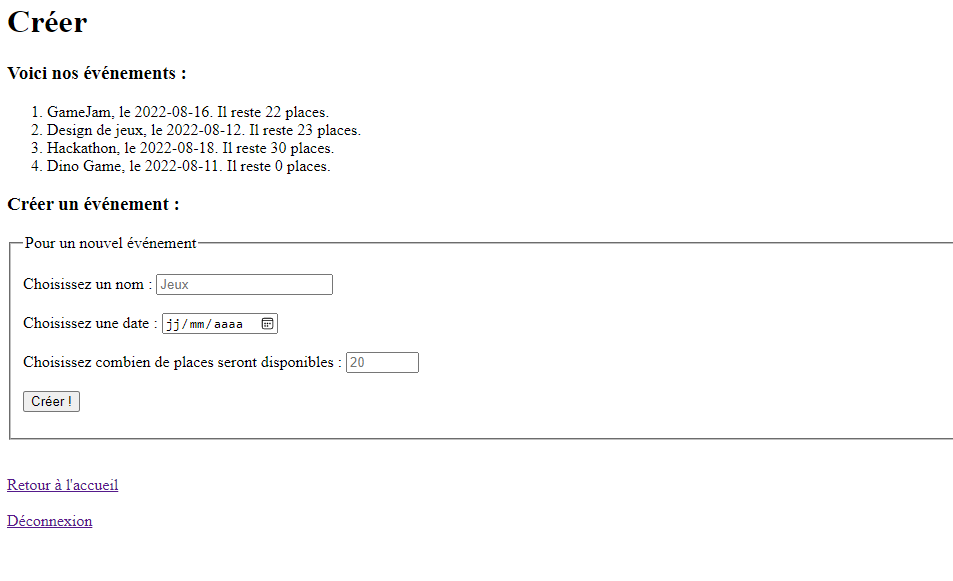 Créer
Voici nos événements :
1. GameJam, le 2022-08-16. Il reste 22 places.
2. Design de jeux, le 2022-08-12. Il reste 23 places.
3. Hackathon, le 2022-08-18. Il reste 30 places.
4. Dino Game, le 2022-08-11. Il reste 0 places.
Créer un événement :
Pour un nouvel événement
Choisissez un nom : Jeux
Choisissez une date : jj/mm/aaaa
Choisissez combien de places seront disponibles : 20
Créer !
Retour à l'accueil
Déconnexion